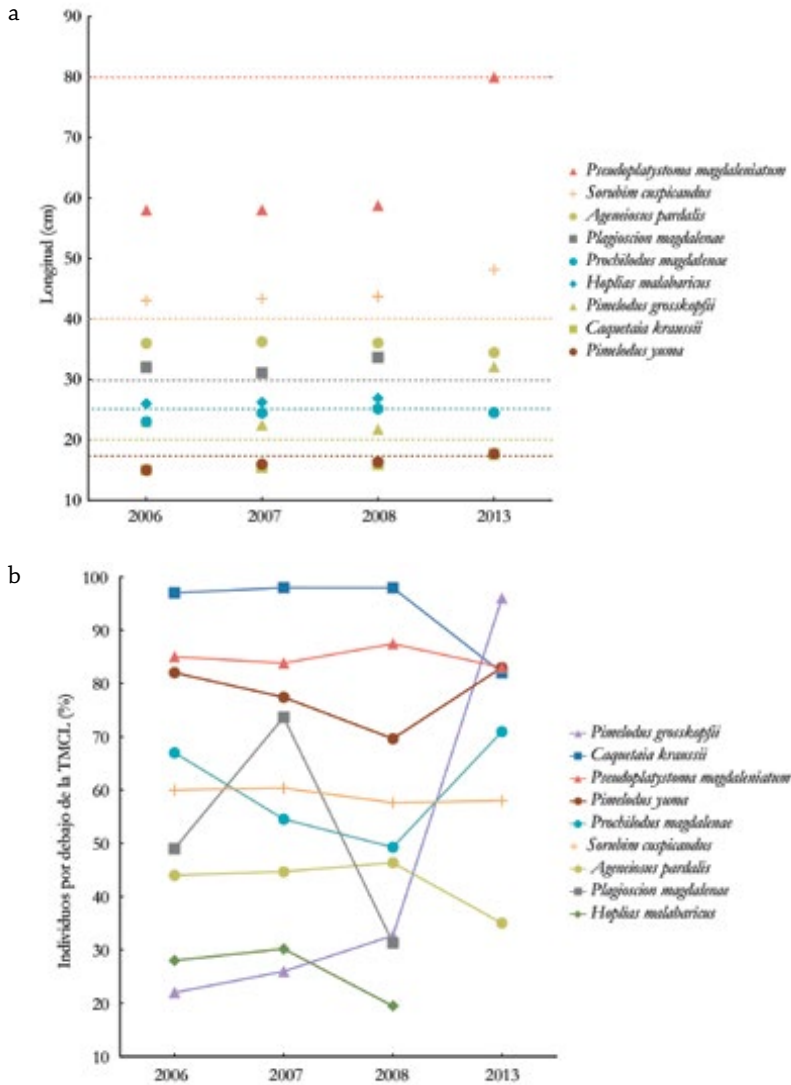 a
Longitud (cm)
90
80
70
60
50
40
30
20
10
2006
2007
2008
2013
Pseudoplatystoma magdaleniatum
Sorubim cuspicaudus
Ageneiosus pardalis
Plagioscion magdalenae
Prochilodus magdalenae
Hoplias malabaricus
Pimelodus grosskopfii
Caquetaia kraussii
Pimelodus yuma
b
Individuos por debajo de la TMCL (%)
100
90
80
70
60
50
40
30
20
10
2006
2007
2008
2013
Pimelodus grosskopfii
Caquetaia kraussii
Pseudoplatystoma magdaleniatum
Pimelodus yuma
Prochilodus magdalenae
Sorubim cuspicaudus
Ageneiosus pardalis
Plagioscion magdalenae
Hoplias malabaricus